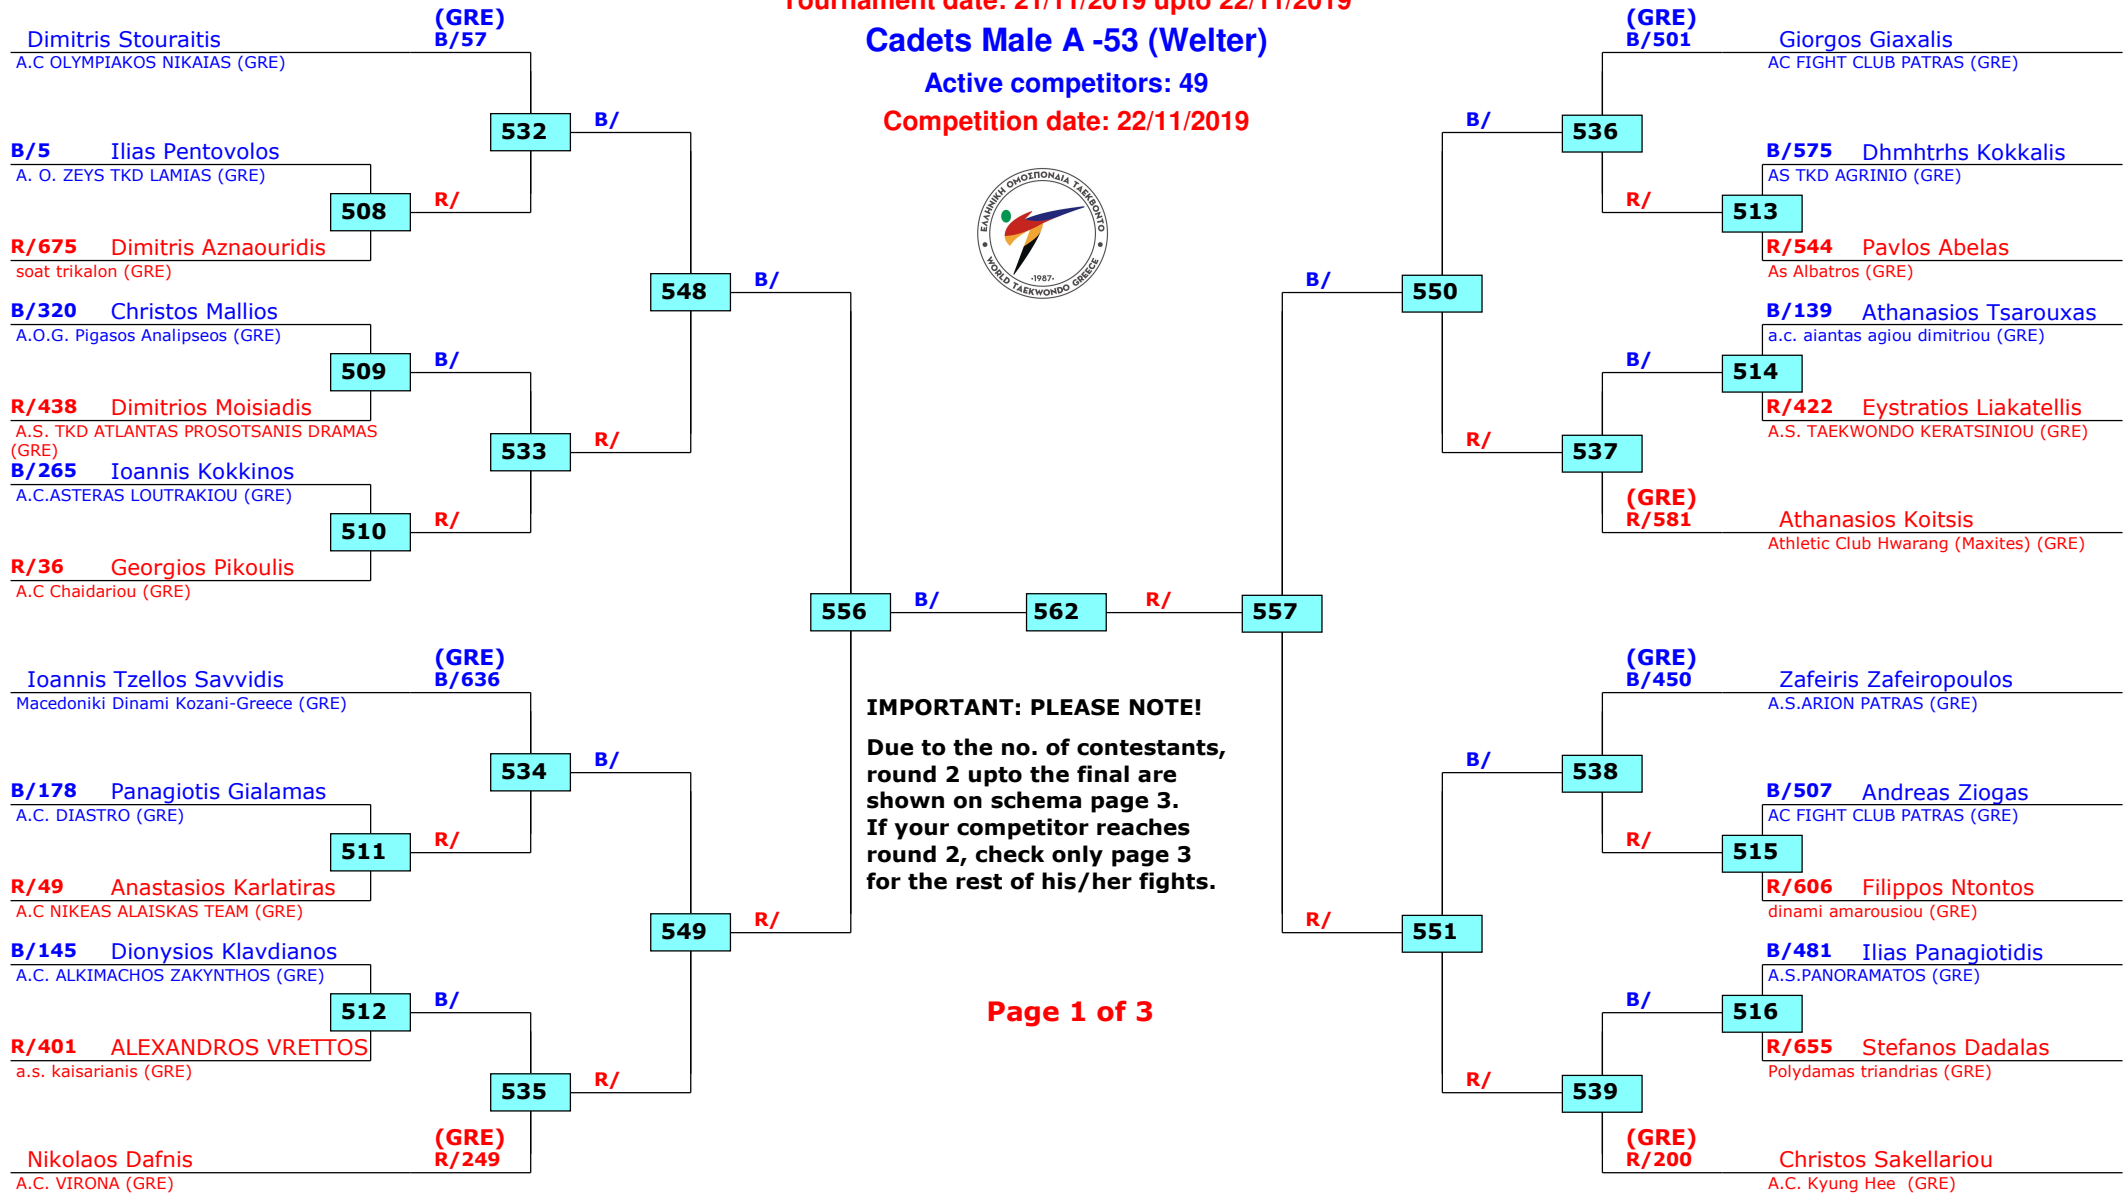 Tournament date: 21/11/2019 upto 22/11/2019
Cadets Male A -53 (Welter)
Active competitors: 49
Competition date: 22/11/2019
ΕΛΛΗΝΙΚΗ ΟΜΟΣΠΟΝΔΙΑ ΤΑΕΚΒΟΝΤΟ
·1987·
WORLD TAEKWONDO GREECE
(GRE)
Dimitris Stouraitis B/57
A.C OLYMPIAKOS NIKAIAS (GRE)
532 B/
B/5 Ilias Pentovolos
A. O. ZEYS TKD LAMIAS (GRE)
508 R/
R/675 Dimitris Aznaouridis
soat trikalon (GRE)
548 B/
B/320 Christos Mallios
A.O.G. Pigasos Analipseos (GRE)
509 B/
R/438 Dimitrios Moisiadis
A.S. TKD ATLANTAS PROSOTSANIS DRAMAS
(GRE)
533 R/
B/265 Ioannis Kokkinos
A.C.ASTERAS LOUTRAKIOU (GRE)
510 R/
R/36 Georgios Pikoulis
A.C Chaidariou (GRE)
556 B/ 562 R/ 557
(GRE)
Ioannis Tzellos Savvidis B/636
Macedoniki Dinami Kozani-Greece (GRE)
534 B/
B/178 Panagiotis Gialamas
A.C. DIASTRO (GRE)
511 R/
R/49 Anastasios Karlatiras
A.C NIKEAS ALAISKAS TEAM (GRE)
549 R/
B/145 Dionysios Klavdianos
A.C. ALKIMACHOS ZAKYNTHOS (GRE)
512 B/
R/401 ALEXANDROS VRETTOS
a.s. kaisarianis (GRE)
535 R/
(GRE)
Nikolaos Dafnis R/249
A.C. VIRONA (GRE)
IMPORTANT: PLEASE NOTE!
Due to the no. of contestants,
round 2 upto the final are
shown on schema page 3.
If your competitor reaches
round 2, check only page 3
for the rest of his/her fights.
Page 1 of 3
(GRE)
B/501 Giorgos Giaxalis
AC FIGHT CLUB PATRAS (GRE)
B/ 536
B/575 Dhmhtrhs Kokkalis
AS TKD AGRINIO (GRE)
R/ 513
R/544 Pavlos Abelas
As Albatros (GRE)
B/ 550
B/139 Athanasios Tsarouxas
a.c. aiantas agiou dimitriou (GRE)
B/ 514
R/422 Eystratios Liakatellis
A.S. TAEKWONDO KERATSINIOU (GRE)
R/ 537
(GRE)
R/581 Athanasios Koitsis
Athletic Club Hwarang (Maxites) (GRE)
(GRE)
B/450 Zafeiris Zafeiropoulos
A.S.ARION PATRAS (GRE)
B/ 538
B/507 Andreas Ziogas
AC FIGHT CLUB PATRAS (GRE)
R/ 515
R/606 Filippos Ntontos
dinami amarousiou (GRE)
R/ 551
B/481 Ilias Panagiotidis
A.S.PANORAMATOS (GRE)
B/ 516
R/655 Stefanos Dadalas
Polydamas triandrias (GRE)
R/ 539
(GRE)
R/200 Christos Sakellariou
A.C. Kyung Hee (GRE)